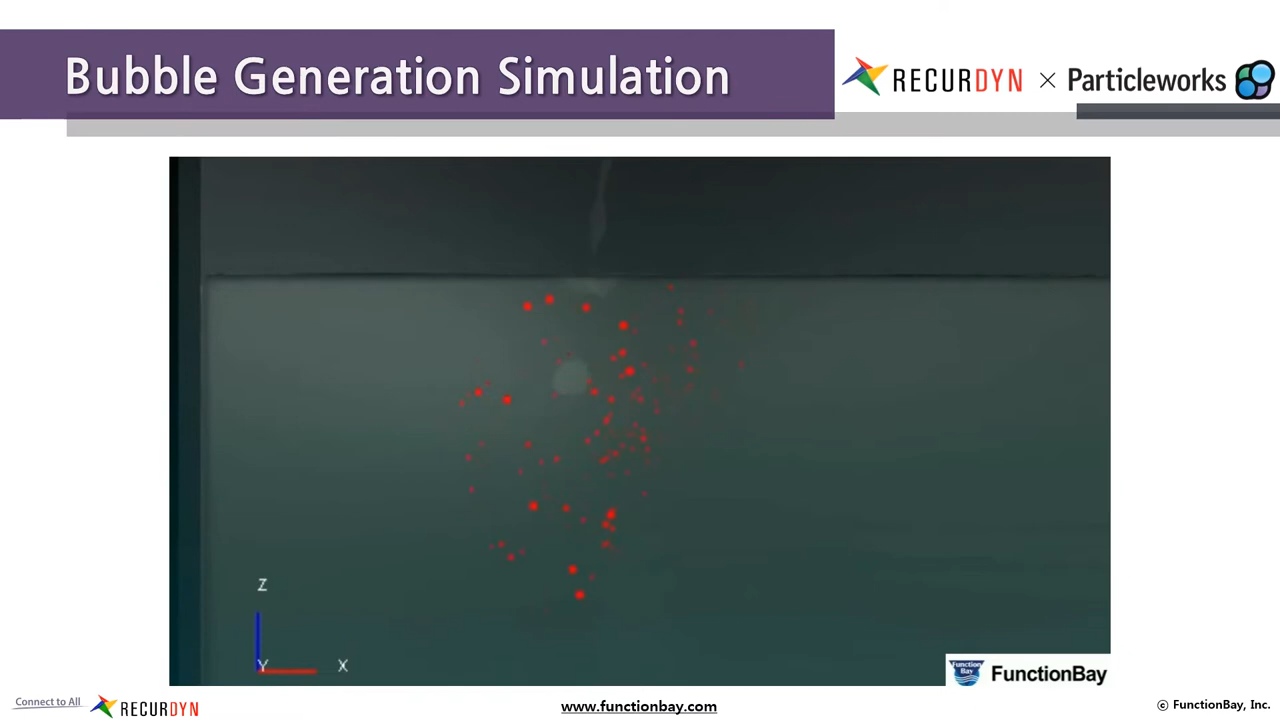 Bubble Generation Simulation
RECURDYN × Particleworks
Z
Y X
Function
Bay
FunctionBay
Connect to All RECURDYN
www.functionbay.com
© FunctionBay, Inc.